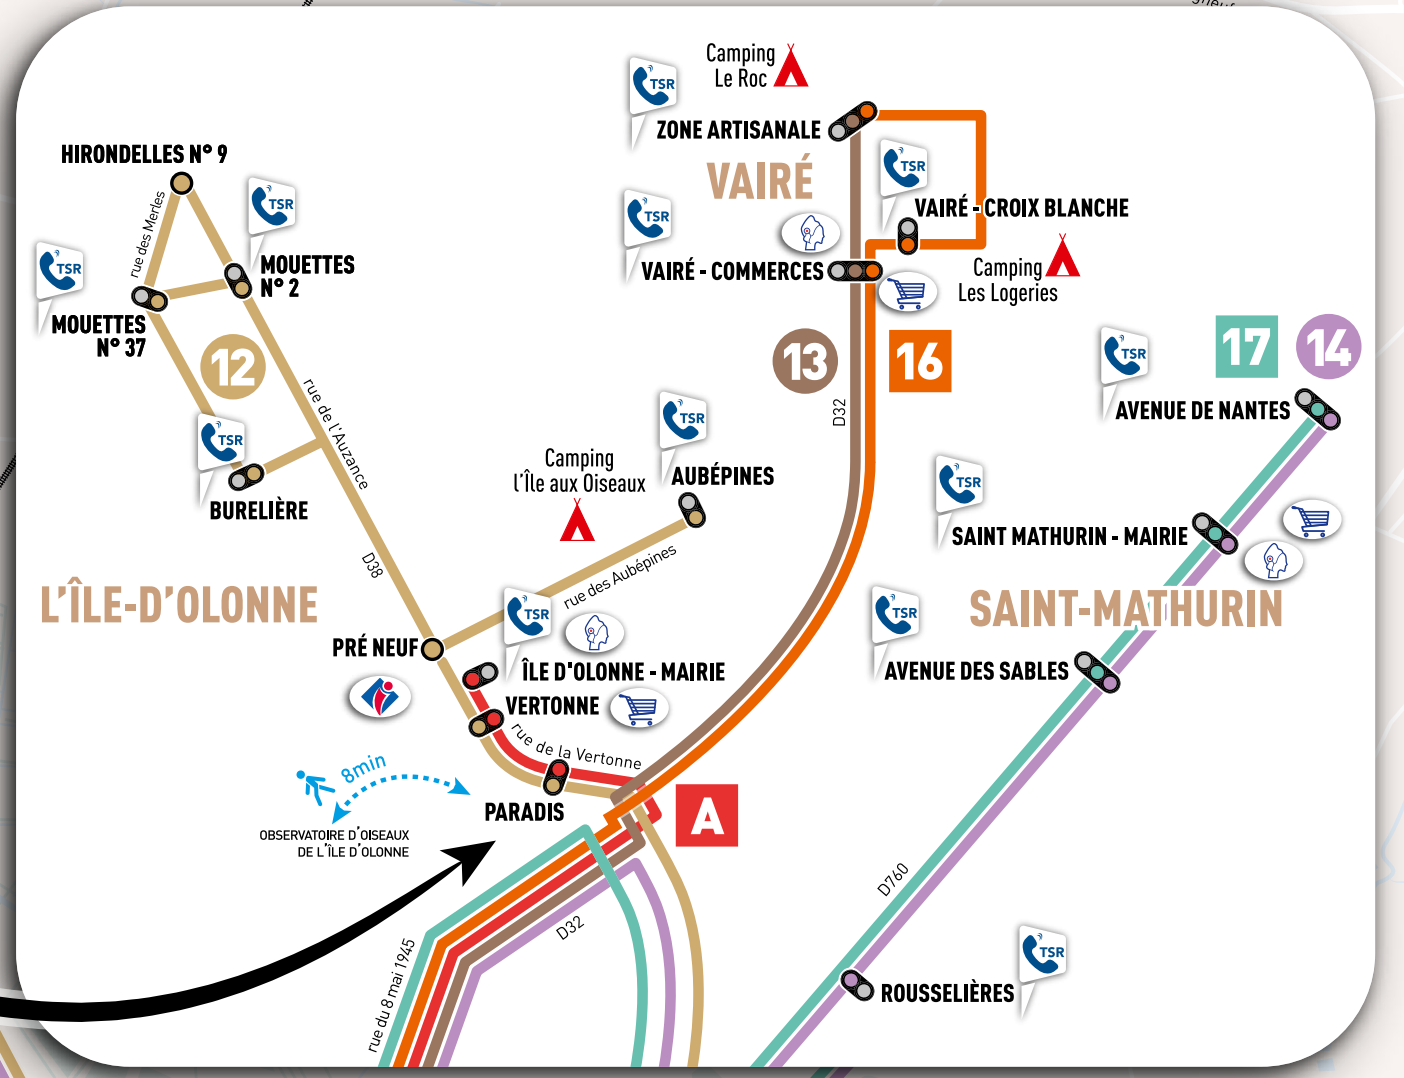 Camping
Le Roc
TSR
ZONE ARTISANALE
VAIRÉ
TSR
HIRONDELLES N° 9
rue des Merles
TSR
TSR
VAIRÉ - CROIX BLANCHE
TSR
MOUETTES
N° 2
VAIRÉ - COMMERCES
Camping
Les Logeries
MOUETTES
N° 37
12
13
16
17
14
TSR
rue de l'Auzance
D32
AVENUE DE NANTES
TSR
TSR
BURELIÈRE
Camping
l'Île aux Oiseaux
AUBÉPINES
TSR
SAINT MATHURIN - MAIRIE
D38
rue des Aubépines
L'ÎLE-D'OLONNE
TSR
TSR
SAINT-MATHURIN
PRÉ NEUF
ÎLE D'OLONNE - MAIRIE
AVENUE DES SABLES
VERTONNE
rue de la Vertonne
8min
PARADIS
A
OBSERVATOIRE D'OISEAUX
DE L'ÎLE D'OLONNE
D760
D32
rue du 8 mai 1945
TSR
ROUSSELIÈRES